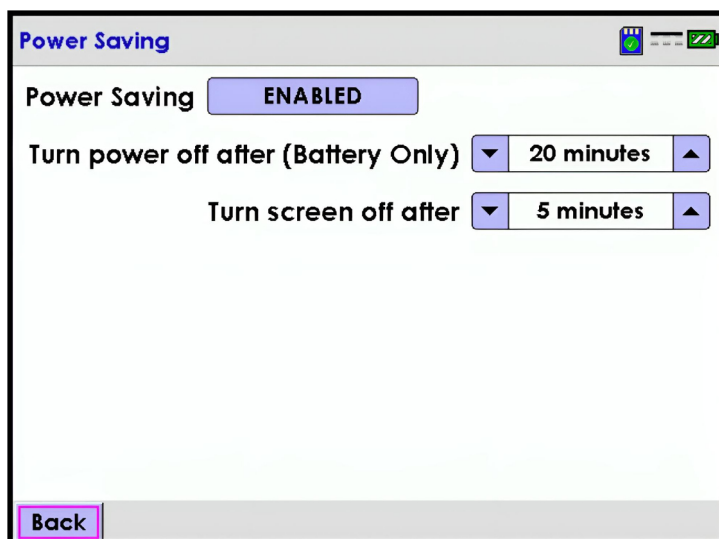 Power Saving
Power Saving ENABLED
Turn power off after (Battery Only) 20 minutes
Turn screen off after 5 minutes
Back